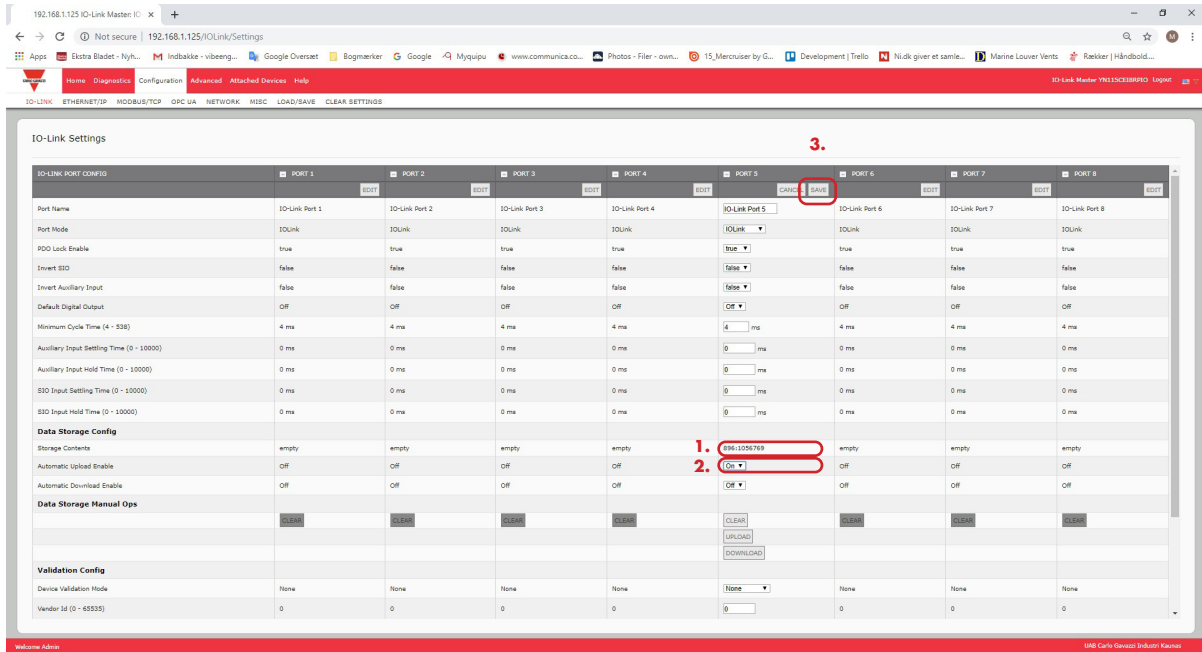 192.168.1.125 IO-Link Master: IO
Not secure | 192.168.1.125/IOLink/Settings
Apps Ekstra Bladet - Nyh... Indbakke - vibeeng... Google Oversæt Bogmærker Google Myquipu www.communica.co... Photos - Filer - own... 15_Mercruiser by G... Development | Trello Ni.dk giver et samle... Marine Louver Vents Rækker | Håndbold....
CARLO GAVAZZI Home Diagnostics Configuration Advanced Attached Devices Help IO-Link Master YN115CEI8RPIO Logout
IO-LINK ETHERNET/IP MODBUS/TCP OPC UA NETWORK MISC LOAD/SAVE CLEAR SETTINGS
IO-Link Settings
3.
IO-LINK PORT CONFIG PORT 1 PORT 2 PORT 3 PORT 4 PORT 5 PORT 6 PORT 7 PORT 8
EDIT EDIT EDIT EDIT CANCEL SAVE EDIT EDIT EDIT
Port Name IO-Link Port 1 IO-Link Port 2 IO-Link Port 3 IO-Link Port 4 IO-Link Port 5 IO-Link Port 6 IO-Link Port 7 IO-Link Port 8
Port Mode IOLink IOLink IOLink IOLink IOLink IOLink IOLink IOLink
PDO Lock Enable true true true true true true true true
Invert SIO false false false false false false false false
Invert Auxiliary Input false false false false false false false false
Default Digital Output Off Off Off Off Off Off Off Off
Minimum Cycle Time (4 - 538) 4 ms 4 ms 4 ms 4 ms 4 ms 4 ms 4 ms 4 ms
Auxiliary Input Settling Time (0 - 10000) 0 ms 0 ms 0 ms 0 ms 0 ms 0 ms 0 ms 0 ms
Auxiliary Input Hold Time (0 - 10000) 0 ms 0 ms 0 ms 0 ms 0 ms 0 ms 0 ms 0 ms
SIO Input Settling Time (0 - 10000) 0 ms 0 ms 0 ms 0 ms 0 ms 0 ms 0 ms 0 ms
SIO Input Hold Time (0 - 10000) 0 ms 0 ms 0 ms 0 ms 0 ms 0 ms 0 ms 0 ms
Data Storage Config
Storage Contents empty empty empty empty 1. 896:1056769 empty empty empty
Automatic Upload Enable Off Off Off Off 2. On Off Off Off
Automatic Download Enable Off Off Off Off Off Off Off Off
Data Storage Manual Ops
CLEAR CLEAR CLEAR CLEAR CLEAR CLEAR CLEAR CLEAR
UPLOAD
DOWNLOAD
Validation Config
Device Validation Mode None None None None None None None None
Vendor Id (0 - 65535) 0 0 0 0 0 0 0 0
Welcome Admin UAB Carlo Gavazzi Industri Kaunas